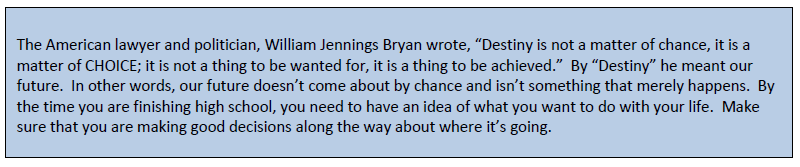 The American lawyer and politician, William Jennings Bryan wrote, “Destiny is not a matter of chance, it is a
matter of CHOICE; it is not a thing to be wanted for, it is a thing to be achieved.”  By “Destiny” he meant our
future.  In other words, our future doesn’t come about by chance and isn’t something that merely happens.  By
the time you are finishing high school, you need to have an idea of what you want to do with your life.  Make
sure that you are making good decisions along the way about where it’s going.